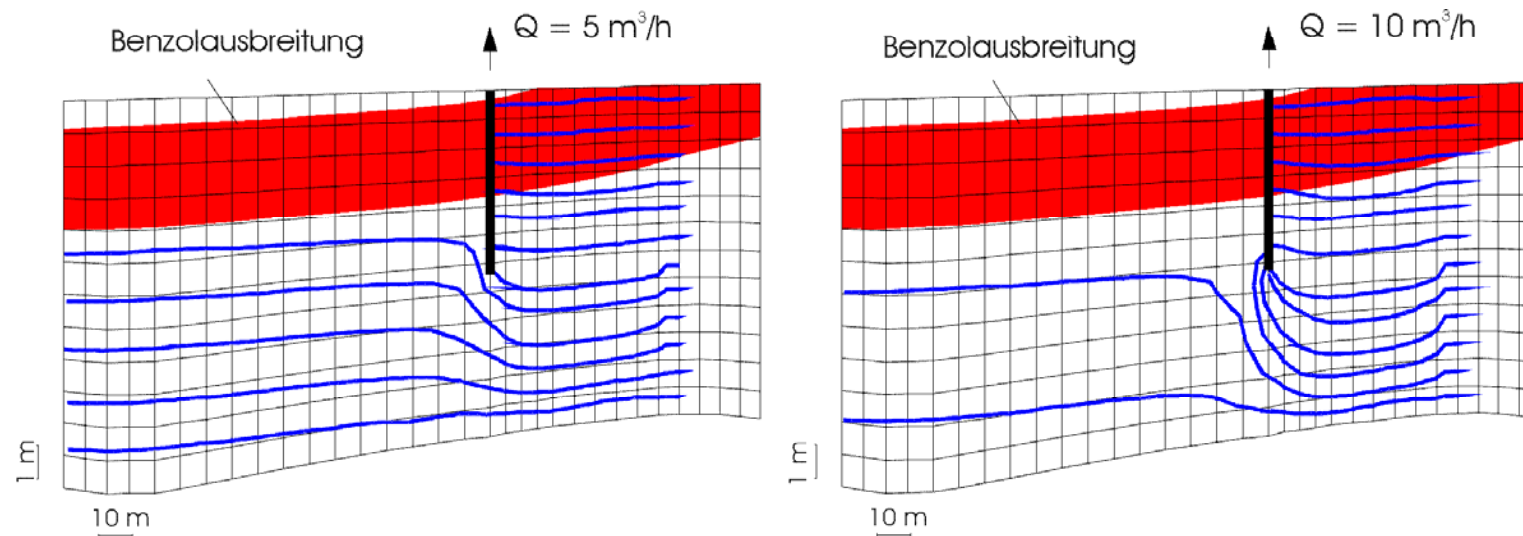 Benzolausbreitung
Q = 5 m³/h
1 m
10 m
Benzolausbreitung
Q = 10 m³/h
1 m
10 m